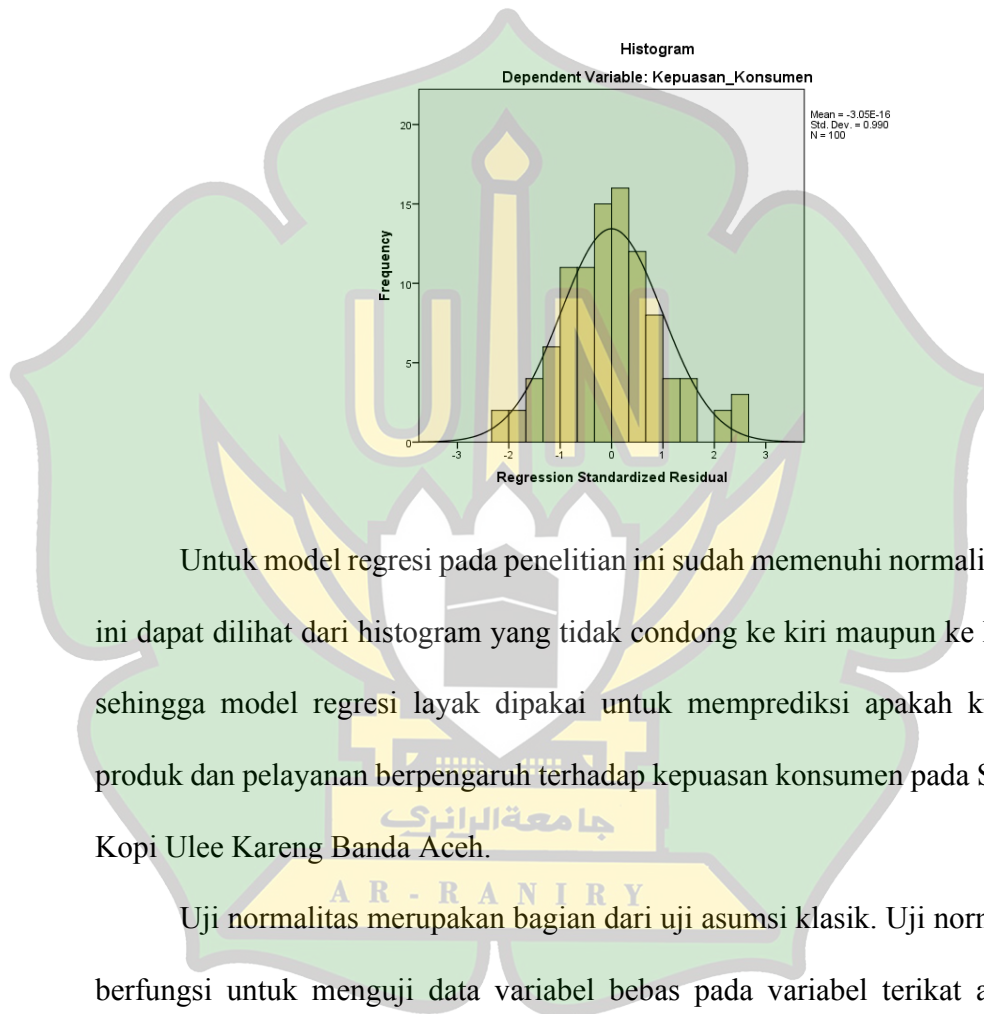 Histogram
Dependent Variable: Kepuasan_Konsumen
Mean = -3.05E-16
Std. Dev. = 0.990
N = 100
20
15
10
5
0
Frequency
-3 -2 -1 0 1 2 3
Regression Standardized Residual
UIN
Untuk model regresi pada penelitian ini sudah memenuhi
ini dapat dilihat dari histogram yang tidak condong ke kiri maupun ke
sehingga model regresi layak dipakai untuk memprediksi apakah
produk dan pelayanan berpengaruh terhadap kepuasan konsumen pada
Kopi Ulee Kareng Banda Aceh.
جامعةالرانري
AR-RANIRY
Uji normalitas merupakan bagian dari uji asumsi klasik. Uji
berfungsi untuk menguji data variabel bebas pada variabel terikat